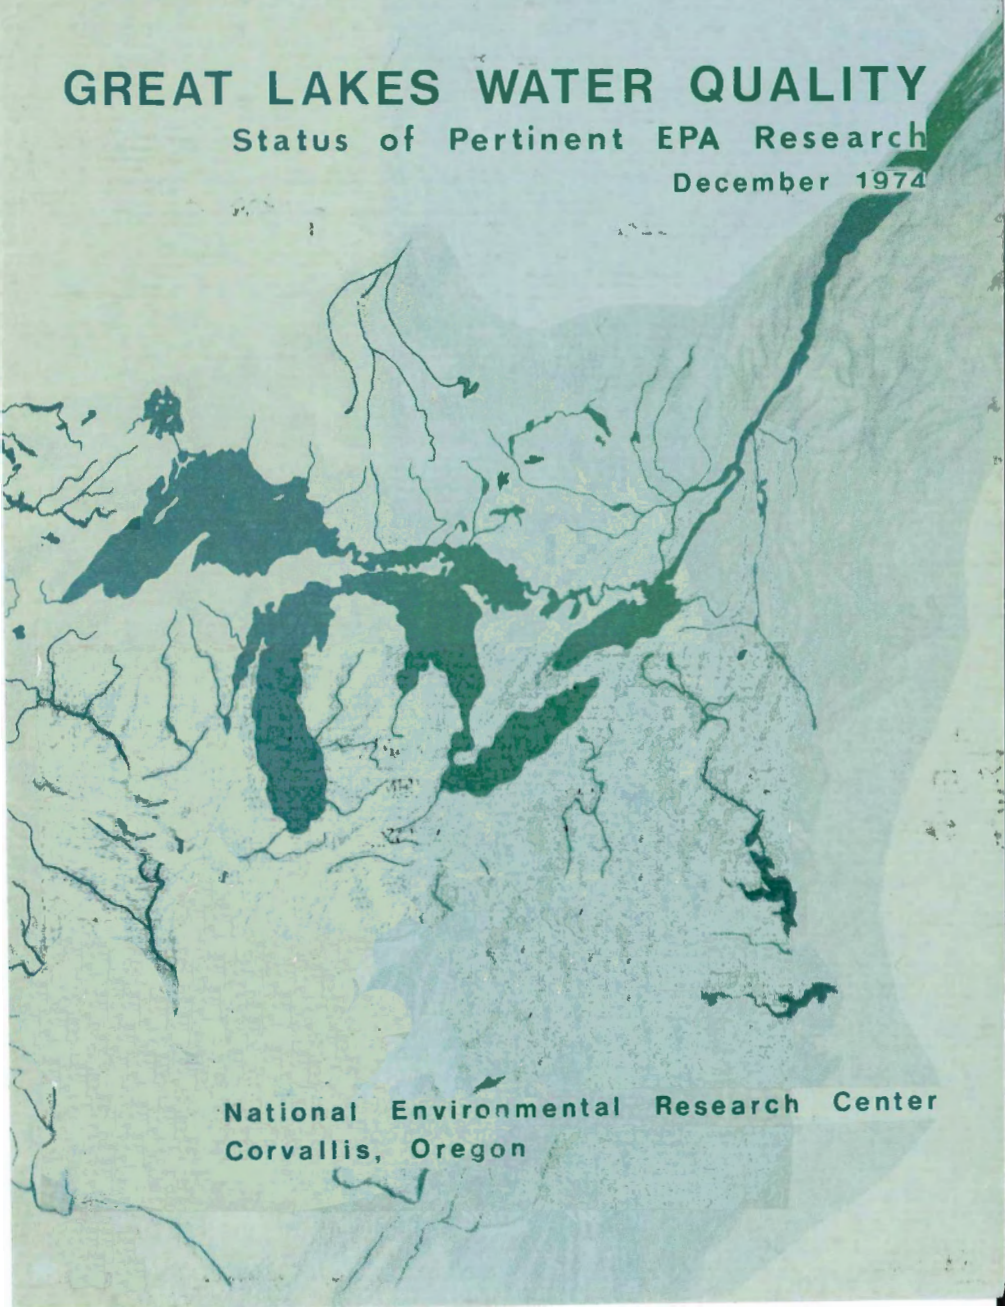 GREAT LAKES WATER QUALITY
Status of Pertinent EPA Research
December 1974
National Environmental Research Center
Corvallis, Oregon